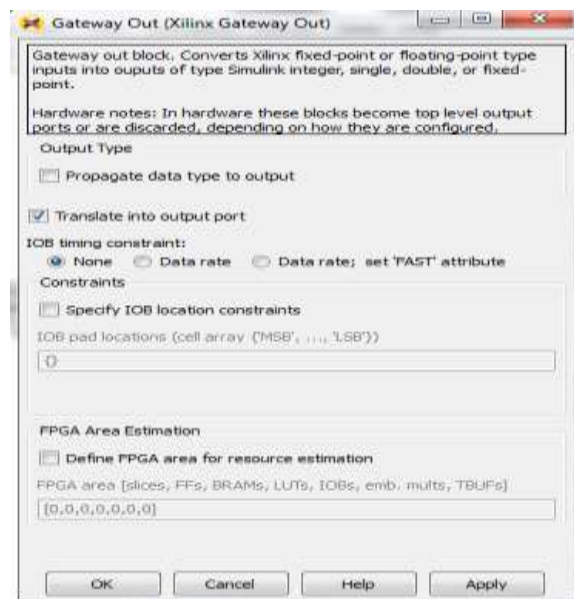 Gateway Out (Xilinx Gateway Out)
Gateway out block. Converts Xilinx fixed-point or floating-point type
inputs into ouputs of type Simulink integer, single, double, or fixed-
point.
Hardware notes: In hardware these blocks become top level output
ports or are discarded, depending on how they are configured.
Output Type
Propagate data type to output
Translate into output port
IOB timing constraint:
None Data rate Data rate; set 'FAST' attribute
Constraints
Specify IOB location constraints
IOB pad locations (cell array {'MSB', ..., 'LSB'})
{}
FPGA Area Estimation
Define FPGA area for resource estimation
FPGA area [slices, FFs, BRAMs, LUTs, IOBs, emb. mults, TBUFs]
[0,0,0,0,0,0,0]
OK Cancel Help Apply